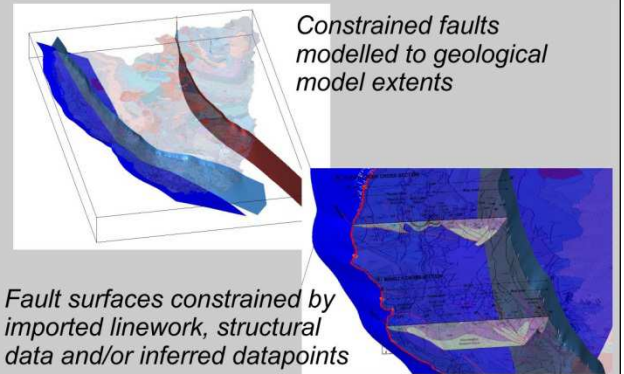 Constrained faults
modelled to geological
model extents
Fault surfaces constrained by
imported linework, structural
data and/or inferred datapoints